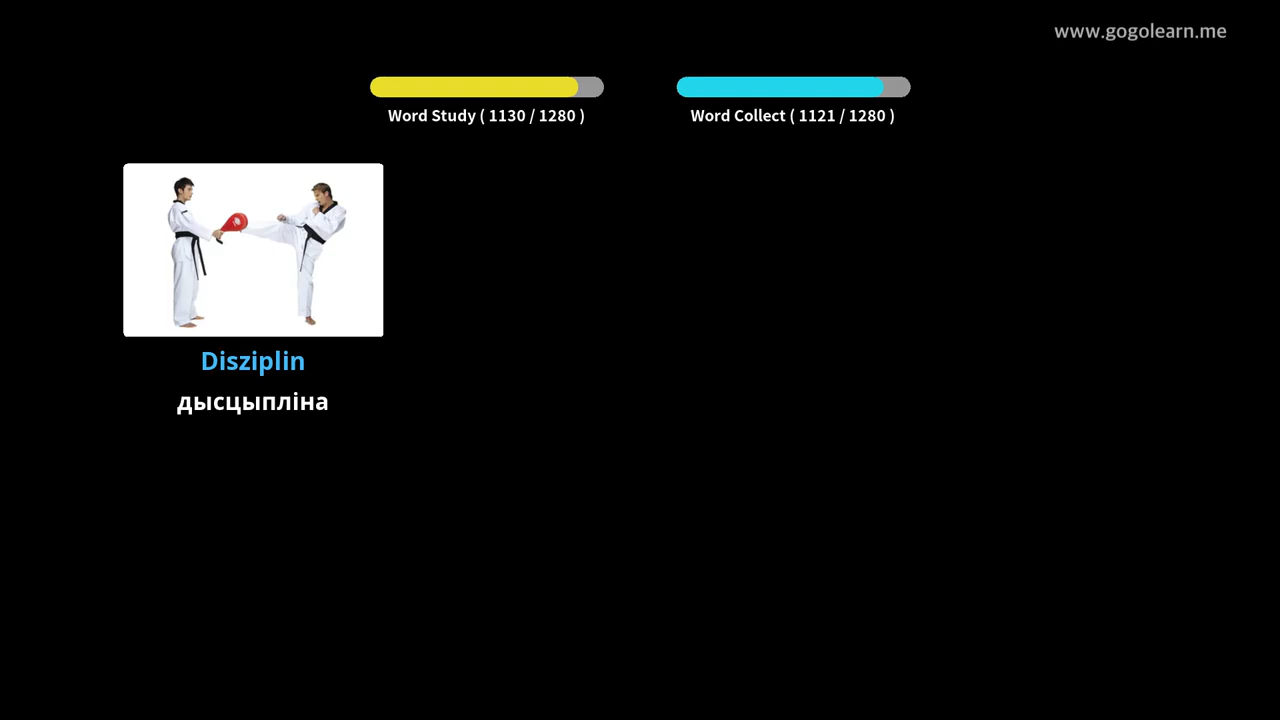 www.gogolearn.me
Word Study ( 1130 / 1280 )
Word Collect ( 1121 / 1280 )
Disziplin
дысцыпліна